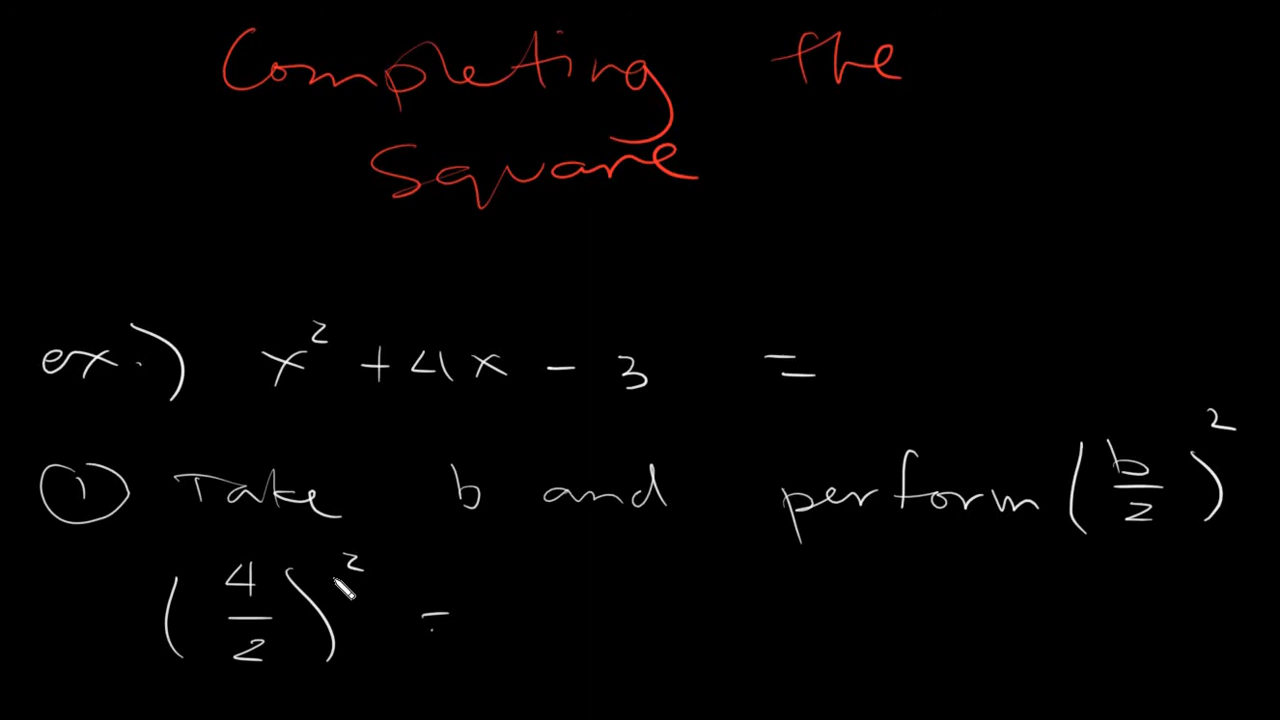 Completing the
Square
ex.) x² + 4x - 3 =
① Take b and perform (b/2)²
(4/2)² =